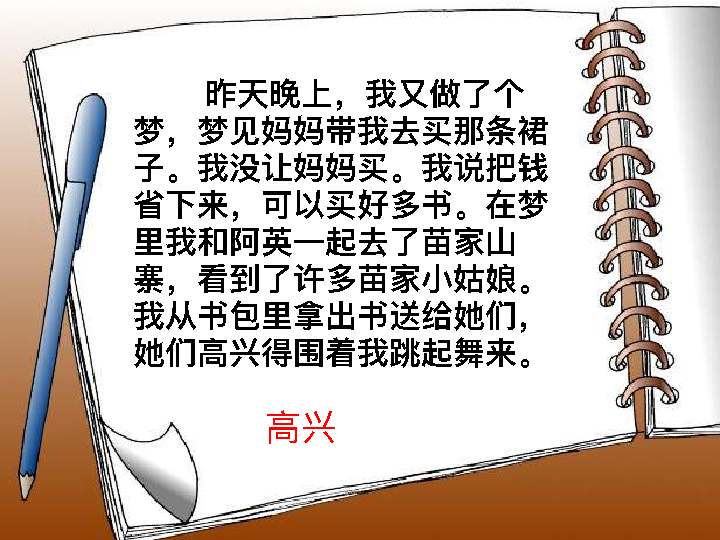 昨天晚上，我又做了个
梦，梦见妈妈带我去买那条裙
子。我没让妈妈买。我说把钱
省下来，可以买好多书。在梦
里我和阿英一起去了苗家山
寨，看到了许多苗家小姑娘。
我从书包里拿出书送给她们，
她们高兴得围着我跳起舞来。
高兴